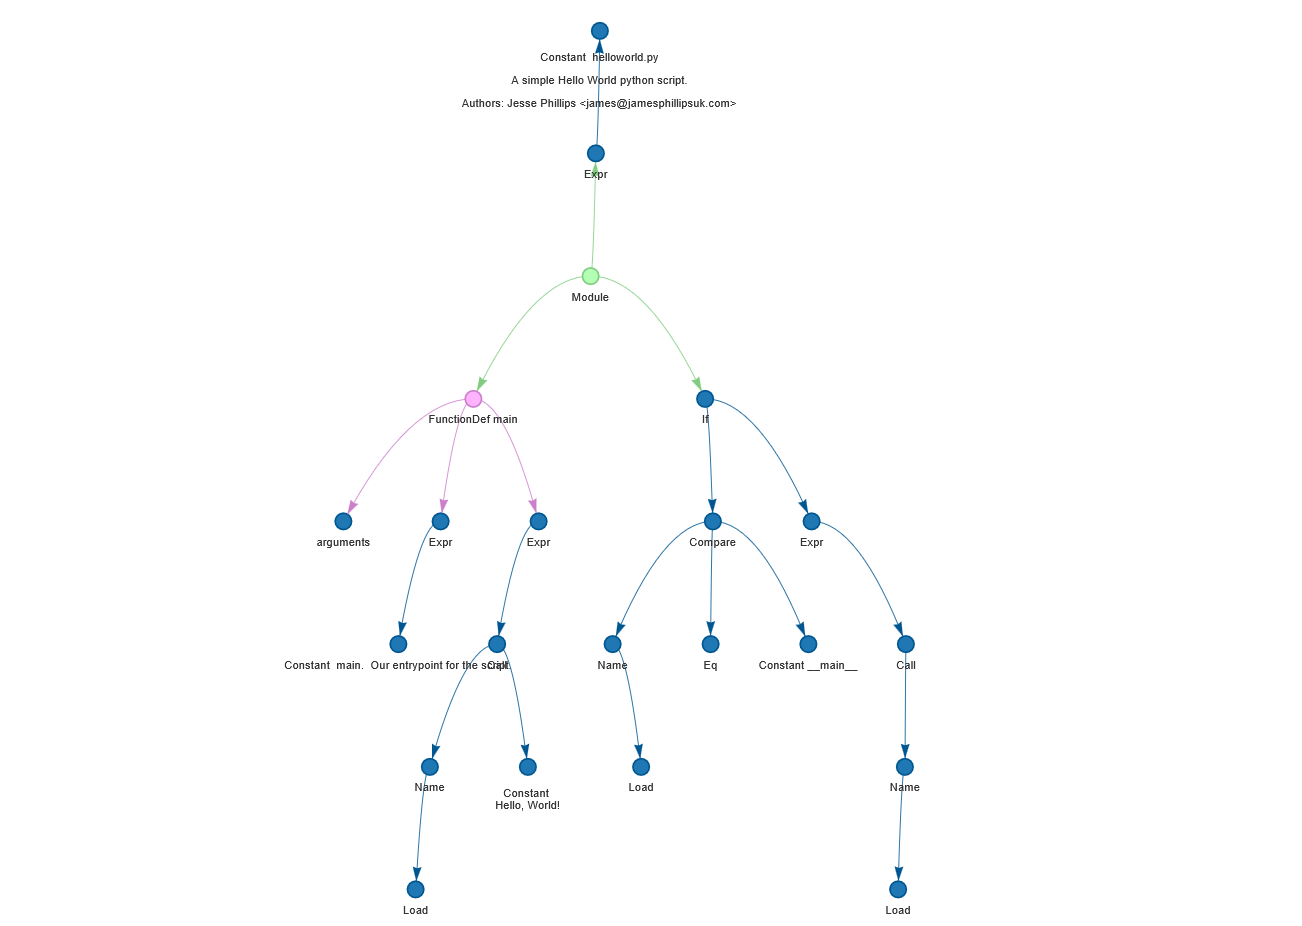 Constant  helloworld.py
A simple Hello World python script.
Authors: Jesse Phillips <james@jamesphillipsuk.com>
Expr
Module
FunctionDef main
If
arguments
Expr
Expr
Compare
Expr
Constant  main.  Our entrypoint for the script.
Call
Name
Eq
Constant __main__
Call
Name
Constant
Hello, World!
Load
Name
Load
Load